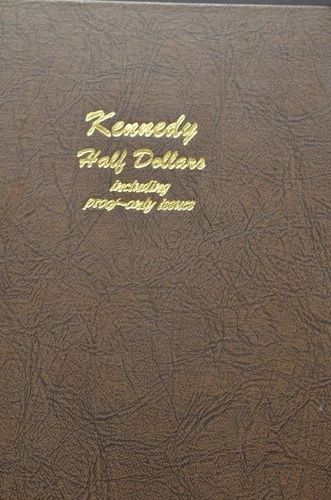 Kennedy
Half Dollars
including
proof-only issues